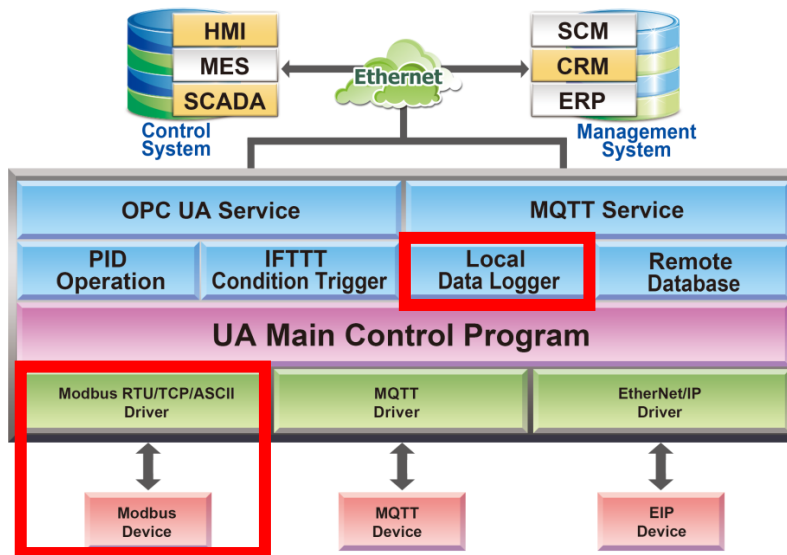 HMI
MES
SCADA
Control
System
Ethernet
SCM
CRM
ERP
Management
System
OPC UA Service
MQTT Service
PID
Operation
IFTTT
Condition Trigger
Local
Data Logger
Remote
Database
UA Main Control Program
Modbus RTU/TCP/ASCII
Driver
MQTT
Driver
EtherNet/IP
Driver
Modbus
Device
MQTT
Device
EIP
Device